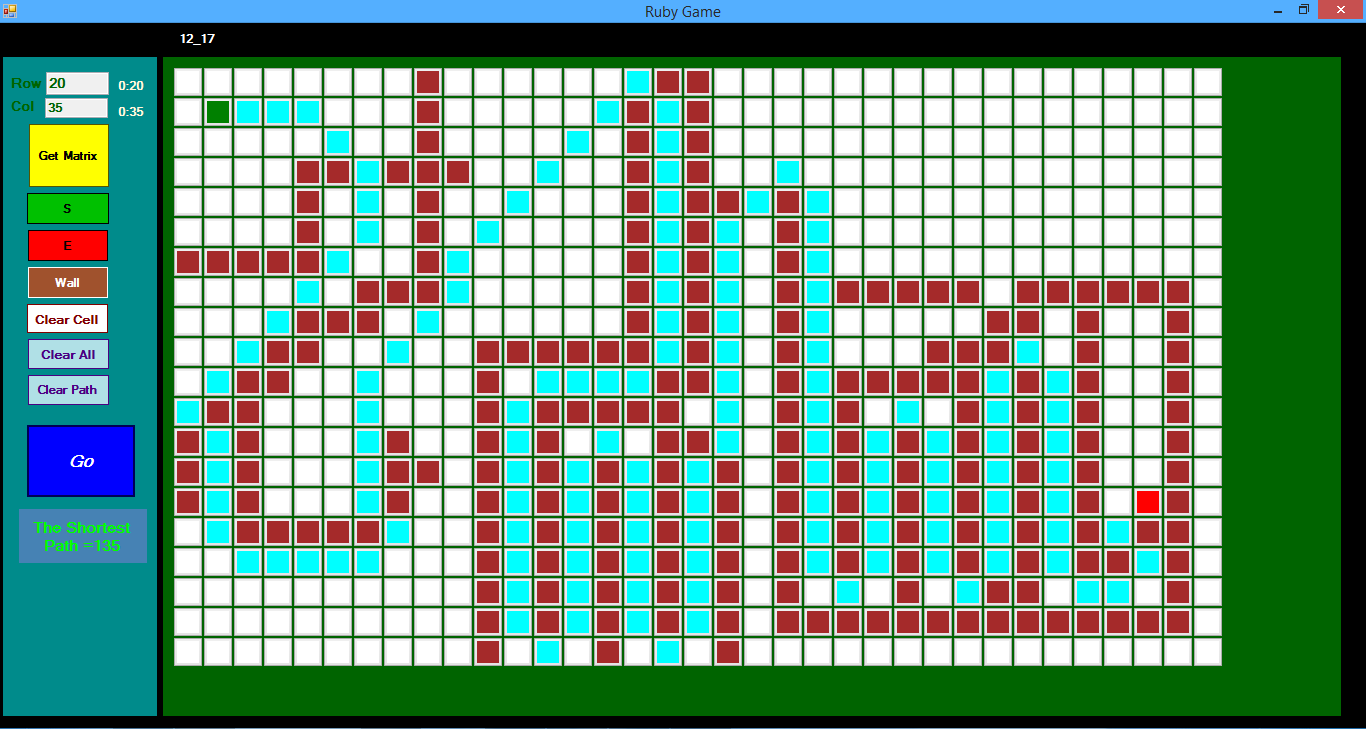 Ruby Game
12_17
Row 20 0:20
Col 35 0:35
Get Matrix
S
E
Wall
Clear Cell
Clear All
Clear Path
Go
The Shortest
Path =135